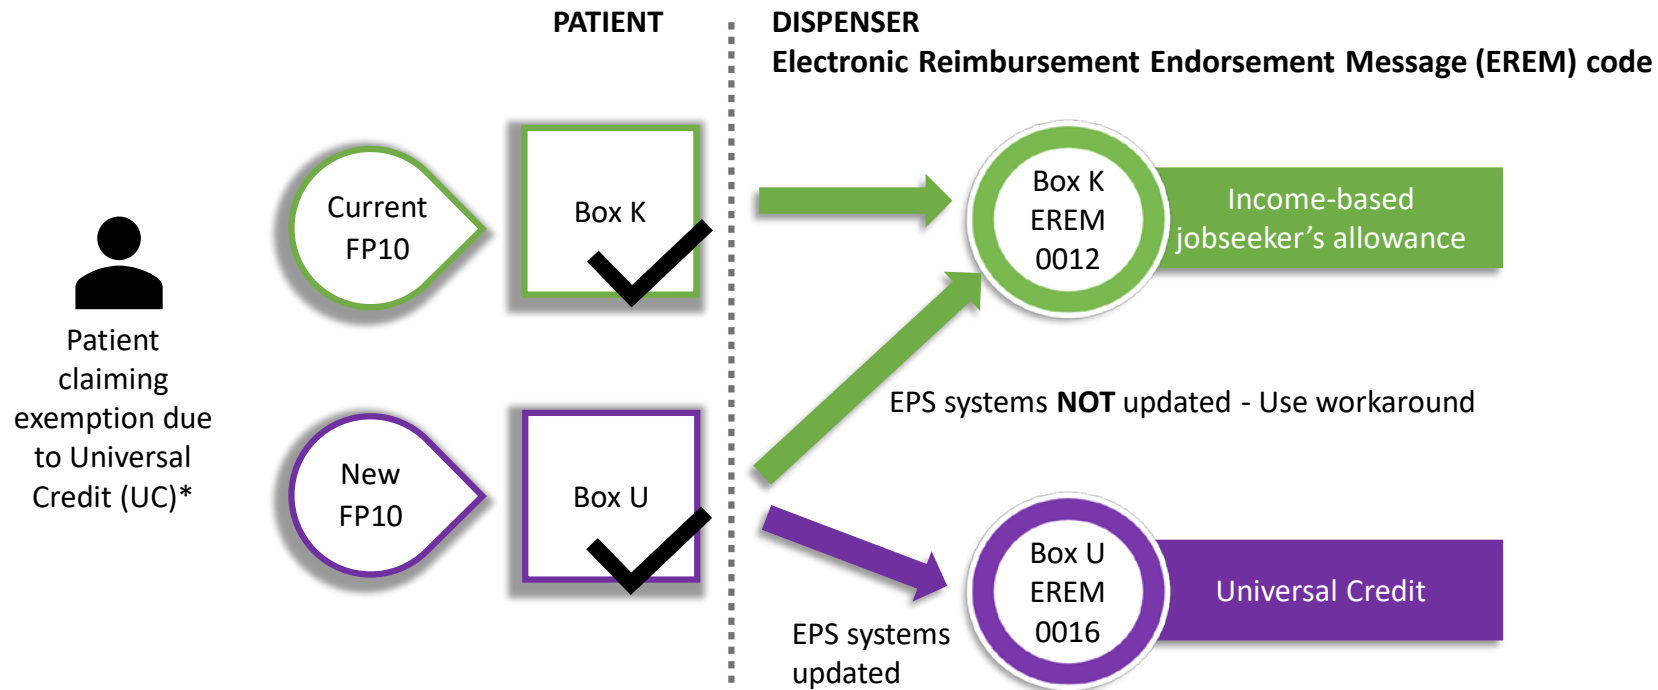 PATIENT
DISPENSER
Electronic Reimbursement Endorsement Message (EREM) code
Patient
claiming
exemption due
to Universal
Credit (UC)*
Current
FP10
Box K
Box K
EREM
0012
Income-based
jobseeker’s allowance
EPS systems NOT updated - Use workaround
New
FP10
Box U
EPS systems
updated
Box U
EREM
0016
Universal Credit